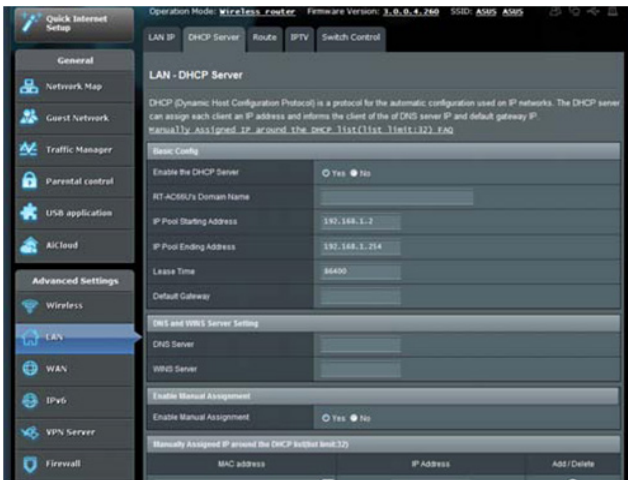 Quick Internet
Setup
Operation Mode: Wireless router Firmware Version: 3.0.0.4.260 SSID: ASUS ASUS
LAN IP DHCP Server Route IPTV Switch Control
General
Network Map
Guest Network
Traffic Manager
Parental control
USB application
AiCloud
Advanced Settings
Wireless
LAN
WAN
IPv6
VPN Server
Firewall
LAN - DHCP Server
DHCP (Dynamic Host Configuration Protocol) is a protocol for the automatic configuration used on IP networks. The DHCP server
can assign each client an IP address and informs the client of the of DNS server IP and default gateway IP.
Manually Assigned IP around the DHCP list(list limit:32) FAQ
Basic Config
Enable the DHCP Server Yes No
RT-AC66U's Domain Name
IP Pool Starting Address 192.168.1.2
IP Pool Ending Address 192.168.1.254
Lease Time 86400
Default Gateway
DNS and WINS Server Setting
DNS Server
WINS Server
Enable Manual Assignment
Enable Manual Assignment Yes No
Manually Assigned IP around the DHCP list(list limit:32)
MAC address IP Address Add / Delete